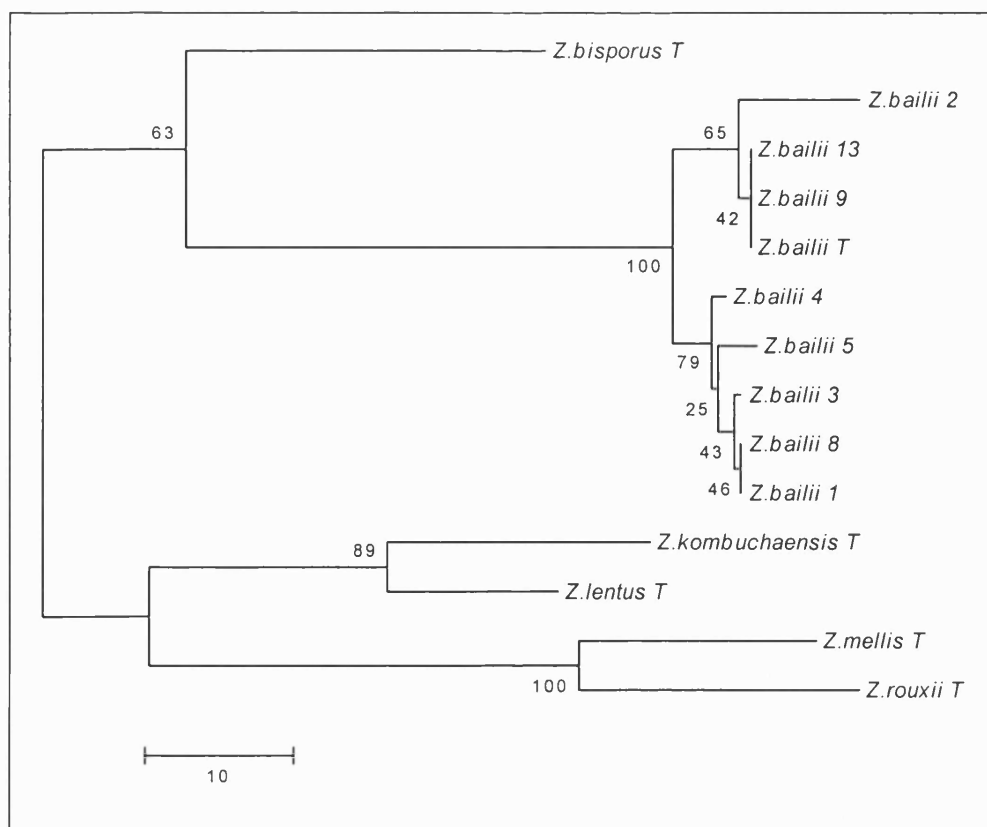 Z.bisporus T
Z.bailii 2
63
65
Z.bailii 13
Z.bailii 9
42
Z.bailii T
100
Z.bailii 4
Z.bailii 5
79
Z.bailii 3
25
Z.bailii 8
43
46
Z.bailii 1
Z.kombuchaensis T
89
Z.lentus T
Z.mellis T
100
Z.rouxii T
10